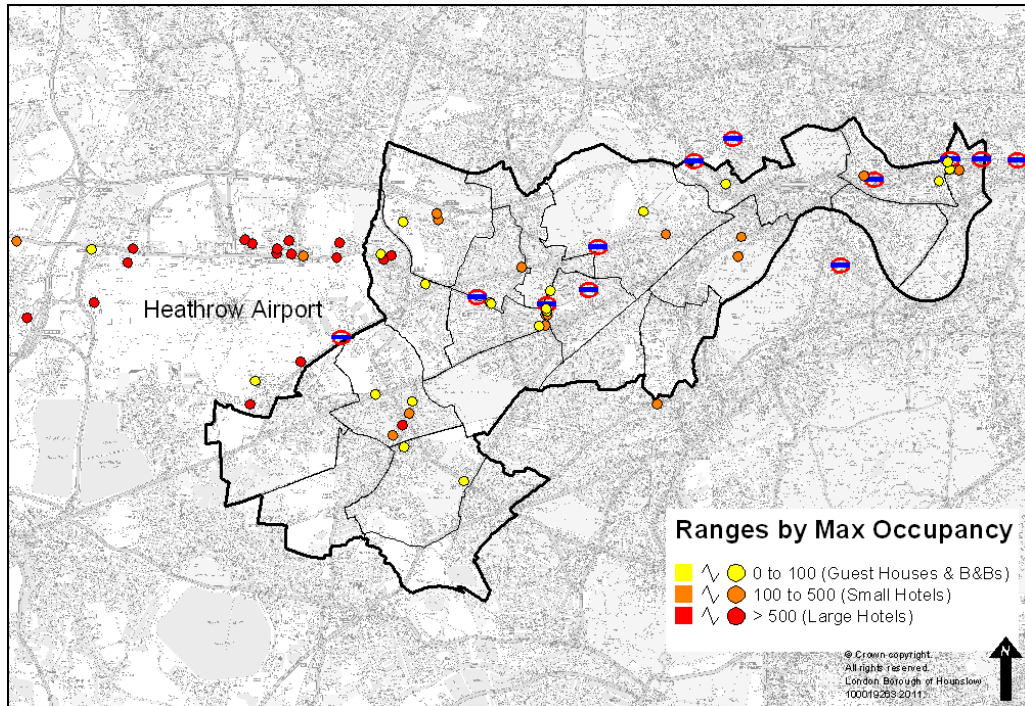 Heathrow Airport
Ranges by Max Occupancy
0 to 100 (Guest Houses & B&Bs)
100 to 500 (Small Hotels)
> 500 (Large Hotels)
© Crown copyright.
All rights reserved.
London Borough of Hounslow
100019263 2011
N